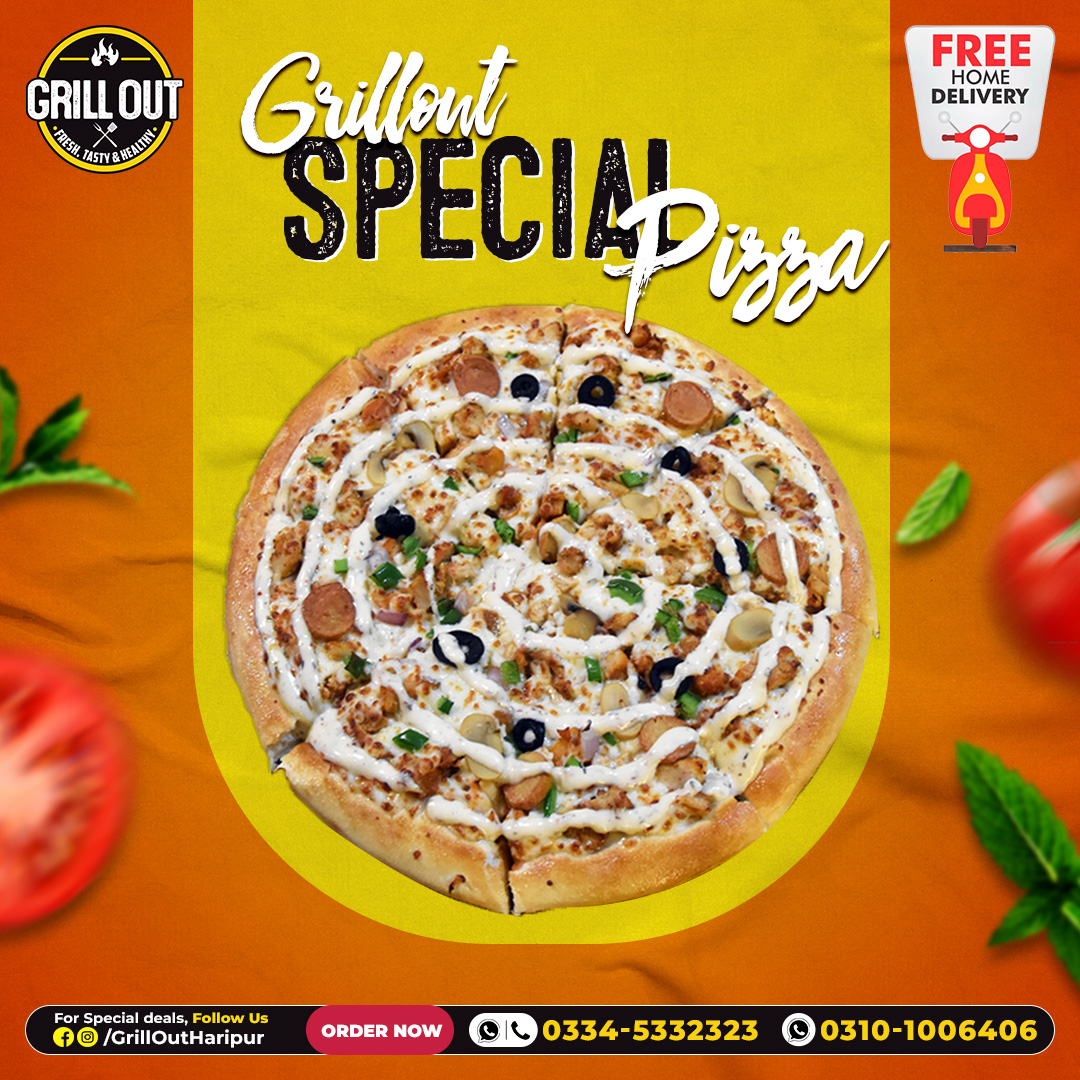 GRILL OUT
• FRESH, TASTY & HEALTHY •
Grillout
SPECIAL
Pizza
FREE
HOME
DELIVERY
For Special deals, Follow Us
/GrillOutHaripur
ORDER NOW
0334-5332323
0310-1006406